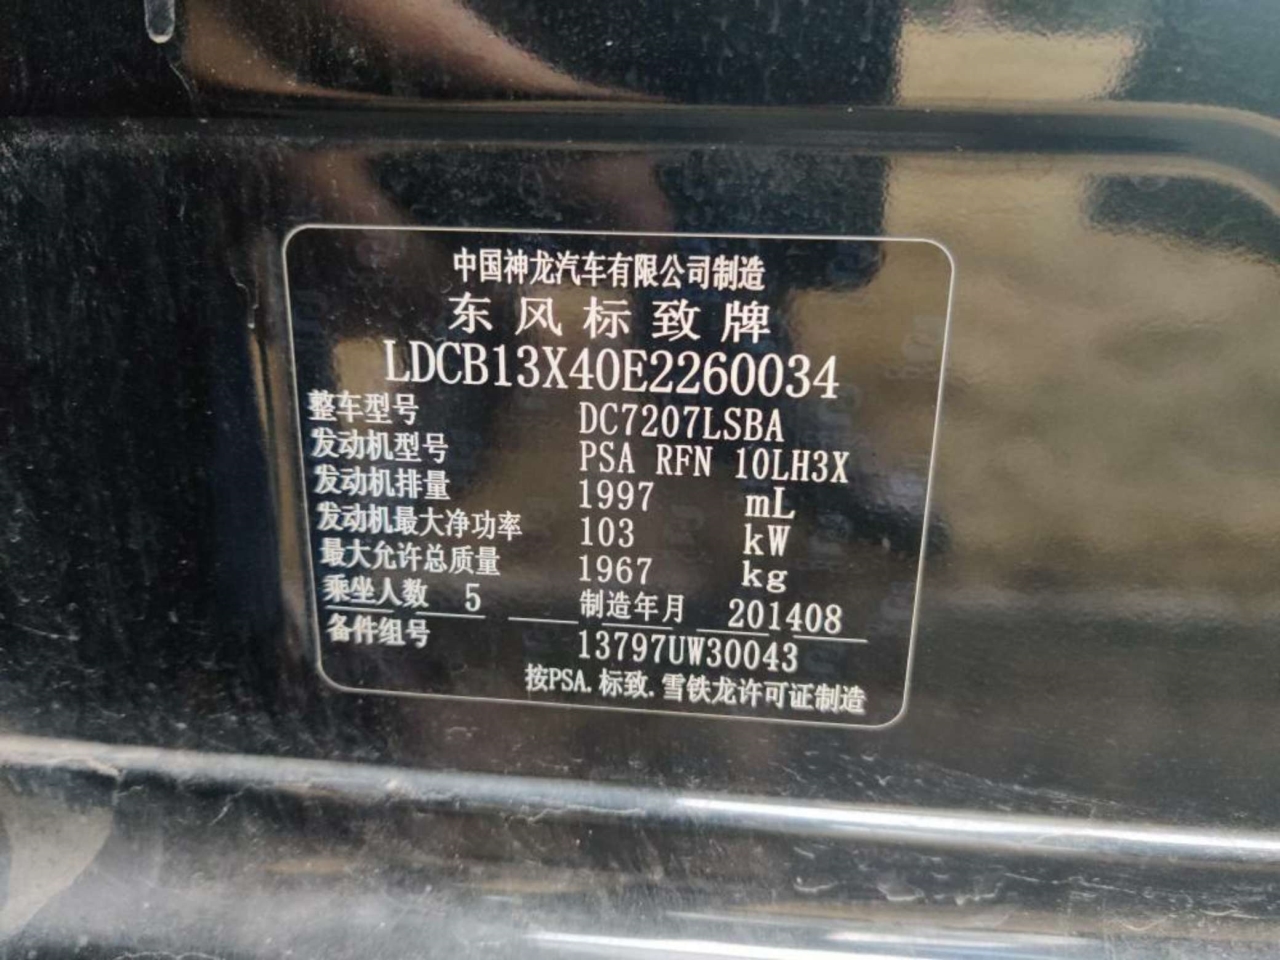 中国神龙汽车有限公司制造
东风标致牌
LDCB13X40E2260034
整车型号 DC7207LSBA
发动机型号 PSA RFN 10LH3X
发动机排量 1997 mL
发动机最大净功率 103 kW
最大允许总质量 1967 kg
乘坐人数 5 制造年月 201408
备件组号 13797UW30043
按PSA.标致.雪铁龙许可证制造